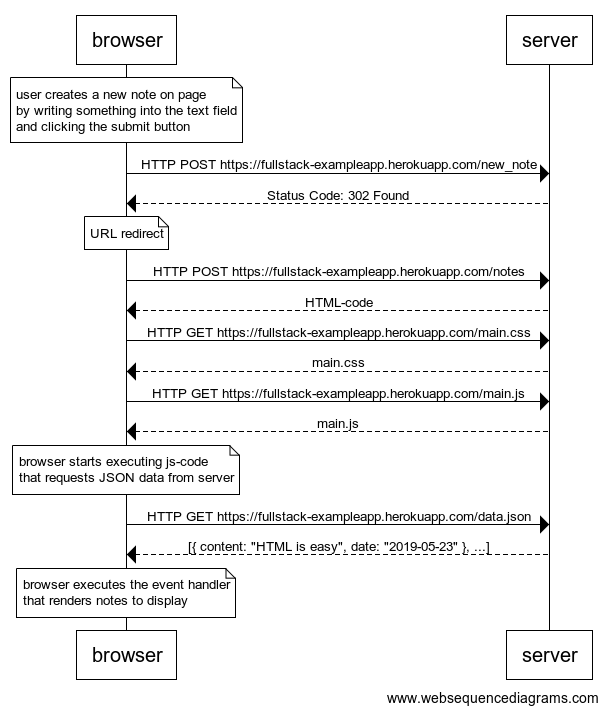 browser
server
user creates a new note on page
by writing something into the text field
and clicking the submit button
HTTP POST https://fullstack-exampleapp.herokuapp.com/new_note
Status Code: 302 Found
URL redirect
HTTP POST https://fullstack-exampleapp.herokuapp.com/notes
HTML-code
HTTP GET https://fullstack-exampleapp.herokuapp.com/main.css
main.css
HTTP GET https://fullstack-exampleapp.herokuapp.com/main.js
main.js
browser starts executing js-code
that requests JSON data from server
HTTP GET https://fullstack-exampleapp.herokuapp.com/data.json
[{ content: "HTML is easy", date: "2019-05-23" }, ...]
browser executes the event handler
that renders notes to display
browser
server
www.websequencediagrams.com